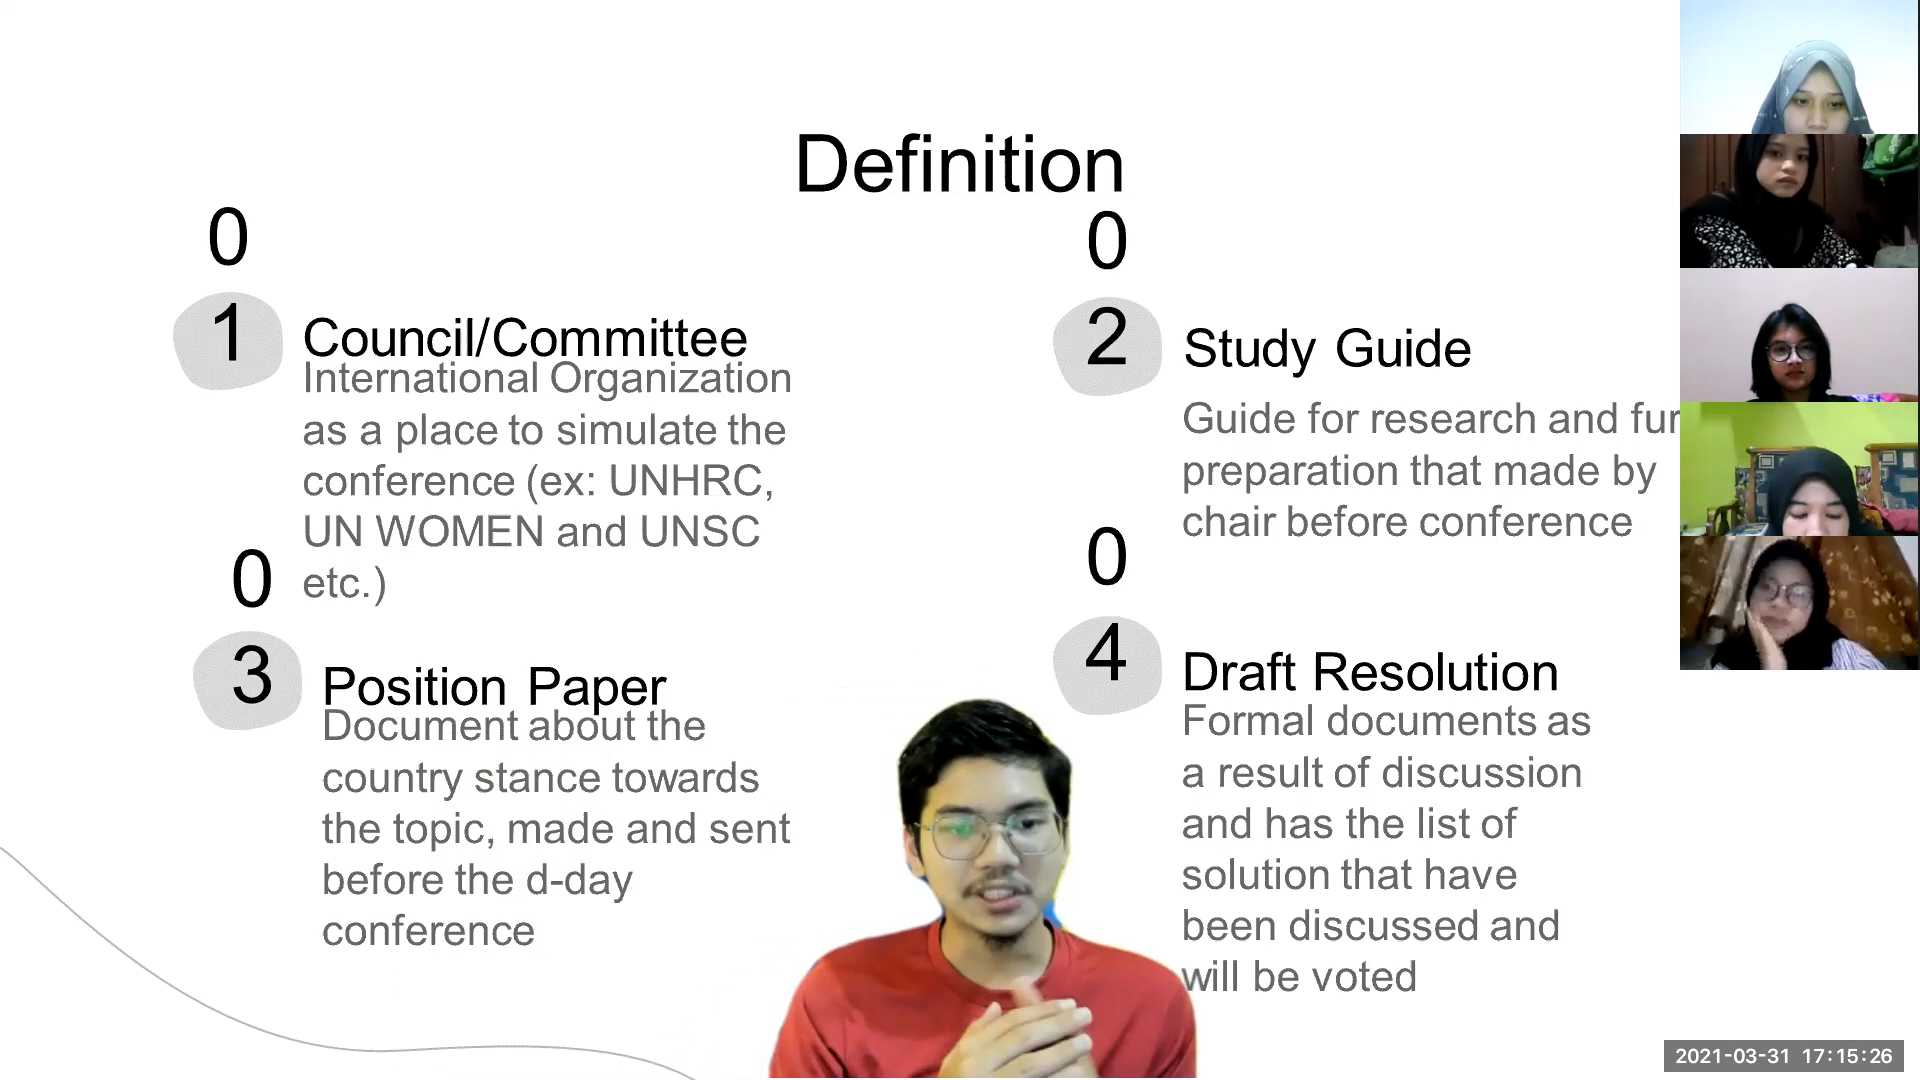 Definition
0
1
Council/Committee
International Organization
as a place to simulate the
conference (ex: UNHRC,
UN WOMEN and UNSC
etc.)
0
2
Study Guide
Guide for research and fur
preparation that made by
chair before conference
0
3
Position Paper
Document about the
country stance towards
the topic, made and sent
before the d-day
conference
0
4
Draft Resolution
Formal documents as
a result of discussion
and has the list of
solution that have
been discussed and
will be voted
2021-03-31 17:15:26